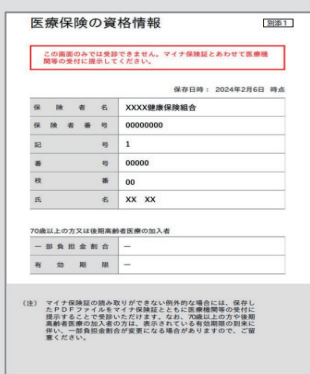 医療保険の資格情報
別添1
この画面のみでは受診できません。マイナ保険証とあわせて医療機
関等の受付に提示してください。
保存日時： 2024年2月6日 時点
保険者名 XXXX健康保険組合
保険者番号 00000000
記号 1
番号 00000
枝番 00
氏名 XX XX
70歳以上の方又は後期高齢者医療の加入者
一部負担金割合 ー
有効期限 ー
(注) マイナ保険証の読み取りができない例外的な場合には、保存し
たPDFファイルをマイナ保険証とともに医療機関等の受付に
提示することで受診いただけます。なお、70歳以上の方や後期
高齢者医療の加入者の方は、表示されている有効期限の到来に
伴い、一部負担金割合が変更になる場合がありますので、ご留
意ください。